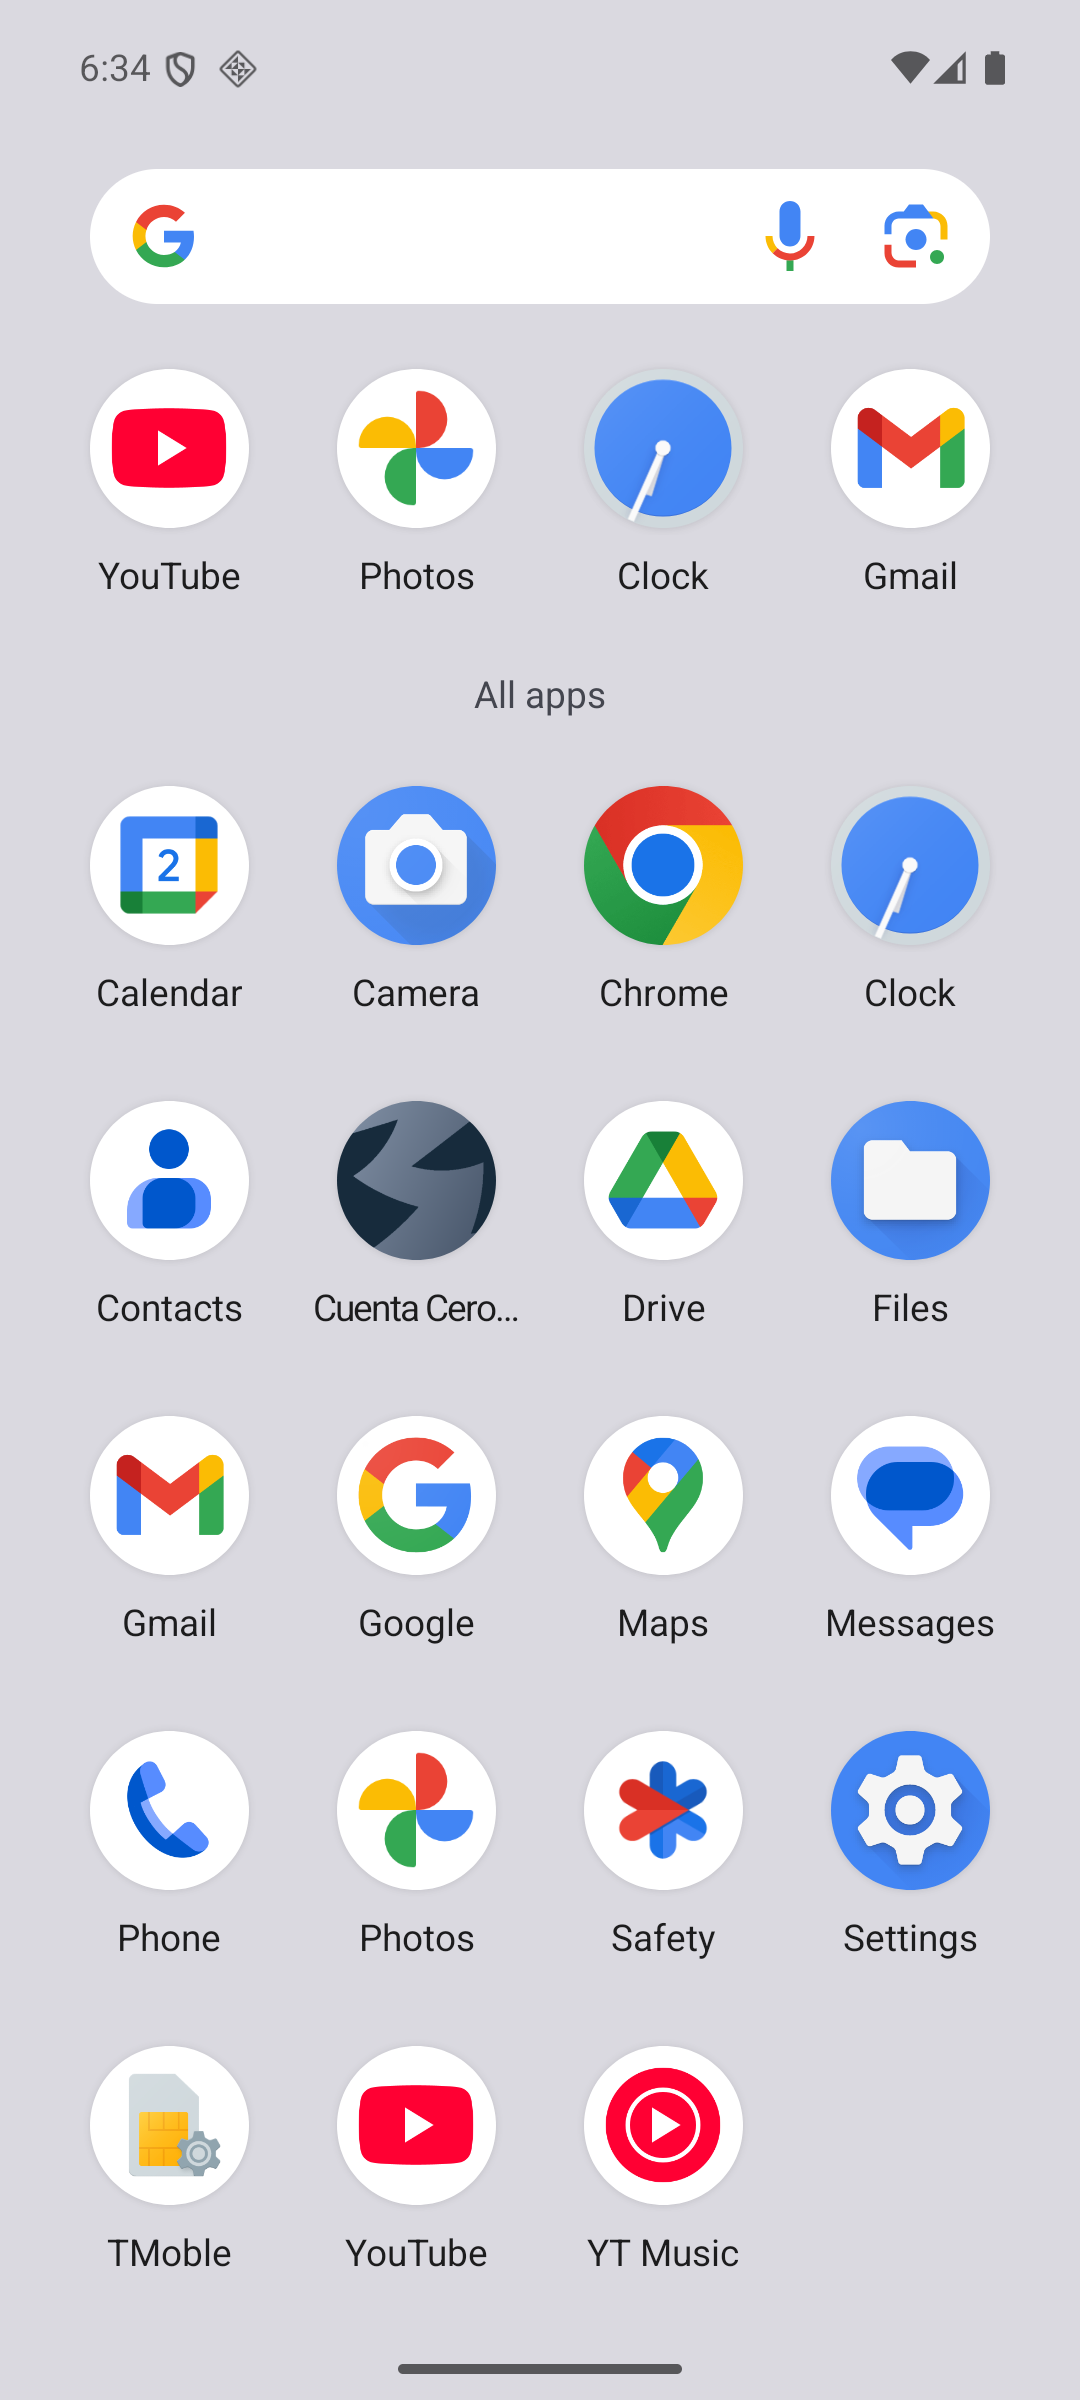 6:34
YouTube Photos Clock Gmail
All apps
2
Calendar Camera Chrome Clock
Contacts Cuenta Cero... Drive Files
Gmail Google Maps Messages
Phone Photos Safety Settings
TMoble YouTube YT Music